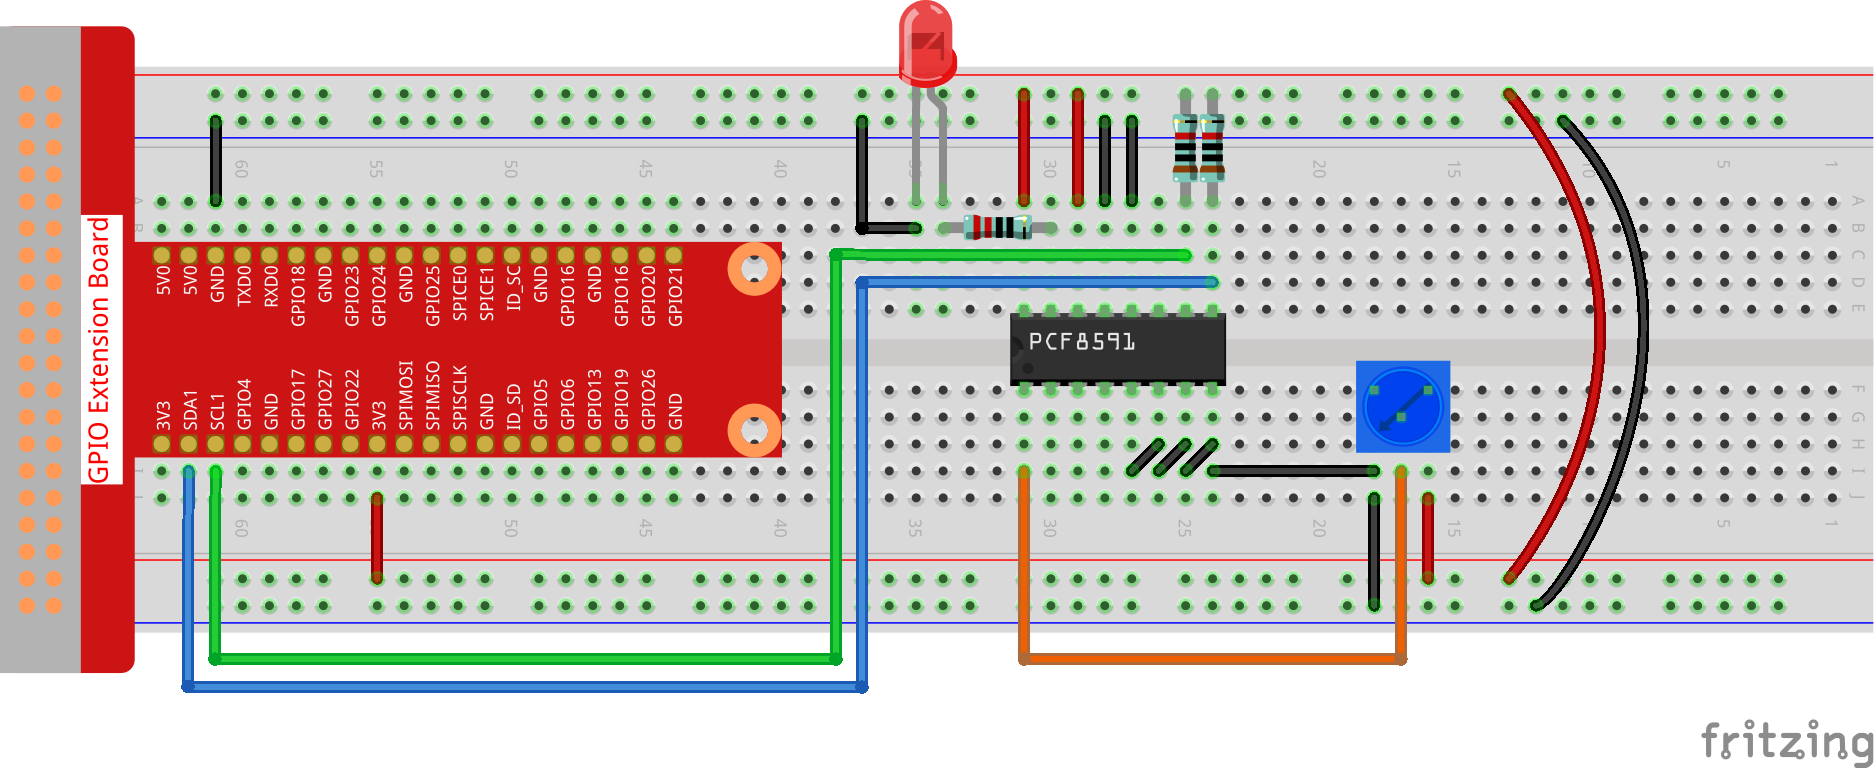 60 55 50 45 40 35 30 25 20 15 10 5 1
A A
B B
C
D
E
GPIO Extension Board
5V0 5V0 GND TXD0 RXD0 GPIO18 GND GPIO23 GPIO24 GND GPIO25 SPICE0 SPICE1 ID_SC GND GPIO16 GND GPIO16 GPIO20 GPIO21
PCF8591
3V3 SDA1 SCL1 GPIO4 GND GPIO17 GPIO27 GPIO22 3V3 SPIMOSI SPIMISO SPISCLK GND ID_SD GPIO5 GPIO6 GPIO13 GPIO19 GPIO26 GND
F
G
H
I I
J J
60 50 45 40 35 30 25 20 15 5 1
fritzing